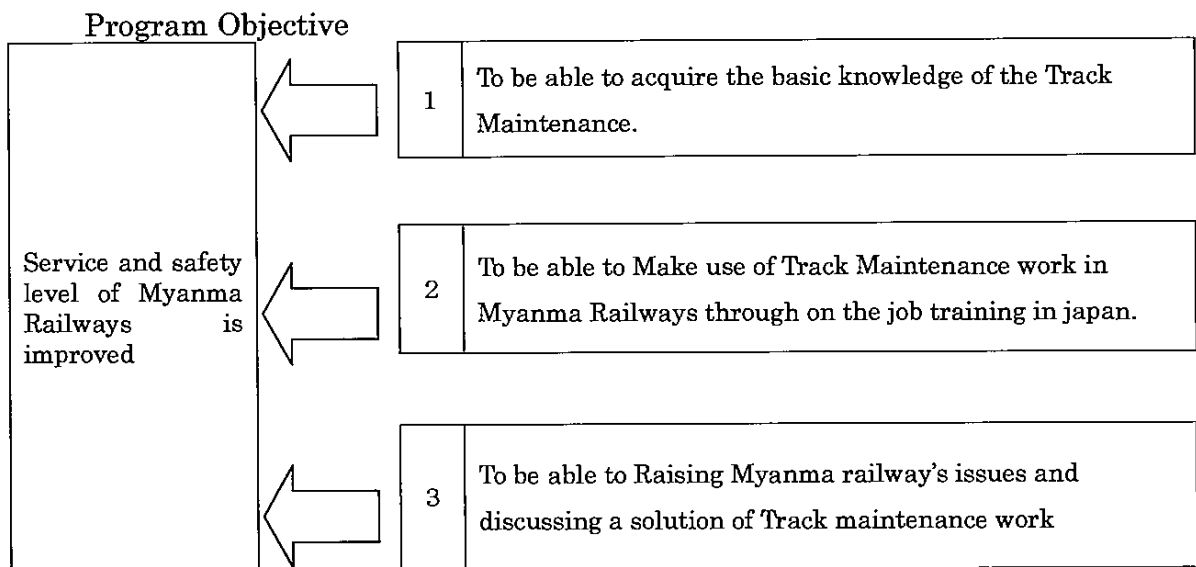 Program Objective
Service and safety
level of Myanma
Railways is
improved
1
To be able to acquire the basic knowledge of the Track
Maintenance.
2
To be able to Make use of Track Maintenance work in
Myanma Railways through on the job training in japan.
3
To be able to Raising Myanma railway's issues and
discussing a solution of Track maintenance work